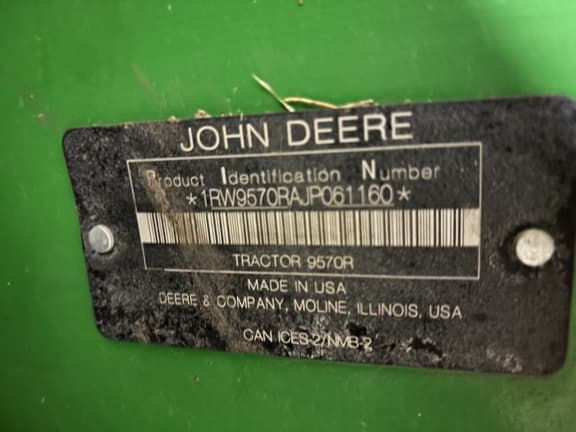 JOHN DEERE
Product Identification Number
*1RW9570RAJP061160*
TRACTOR 9570R
MADE IN USA
DEERE & COMPANY, MOLINE, ILLINOIS, USA
CAN ICES-2/NMB-2